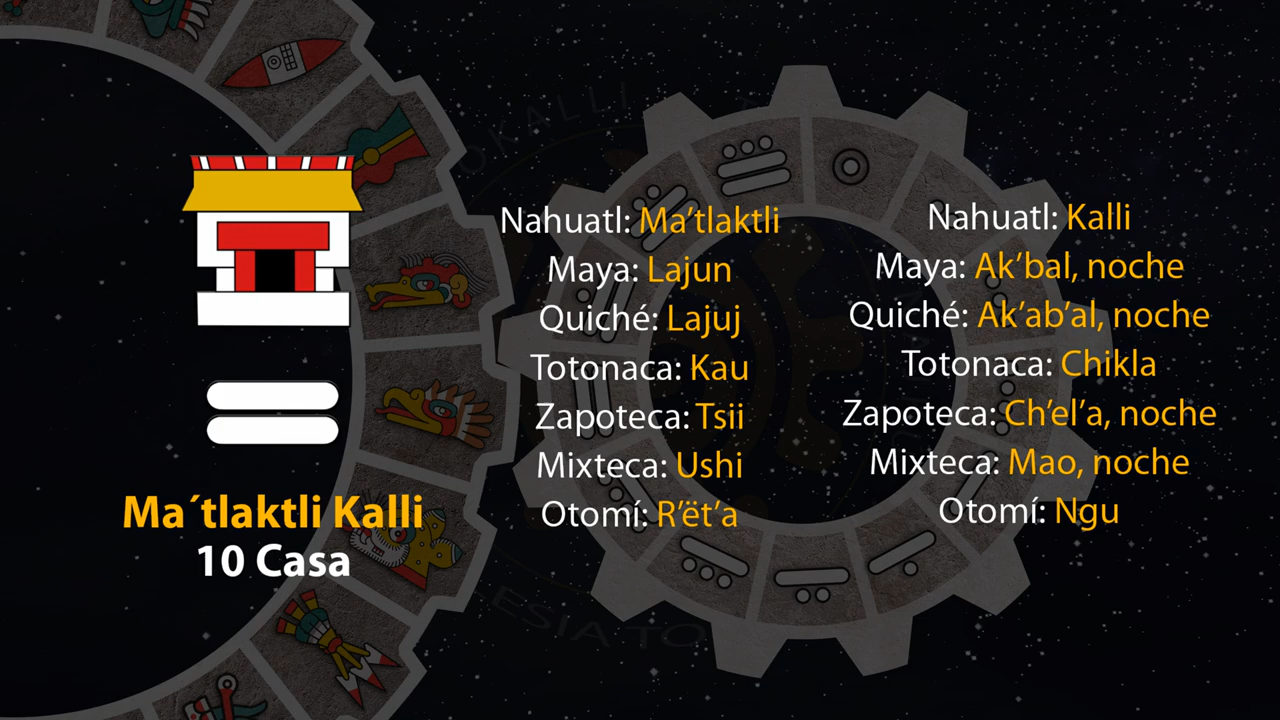 Ma´tlaktli Kalli
10 Casa
Nahuatl: Ma’tlaktli
Maya: Lajun
Quiché: Lajuj
Totonaca: Kau
Zapoteca: Tsii
Mixteca: Ushi
Otomí: R’ët’a
Nahuatl: Kalli
Maya: Ak’bal, noche
Quiché: Ak’ab’al, noche
Totonaca: Chikla
Zapoteca: Ch’el’a, noche
Mixteca: Mao, noche
Otomí: Ngu